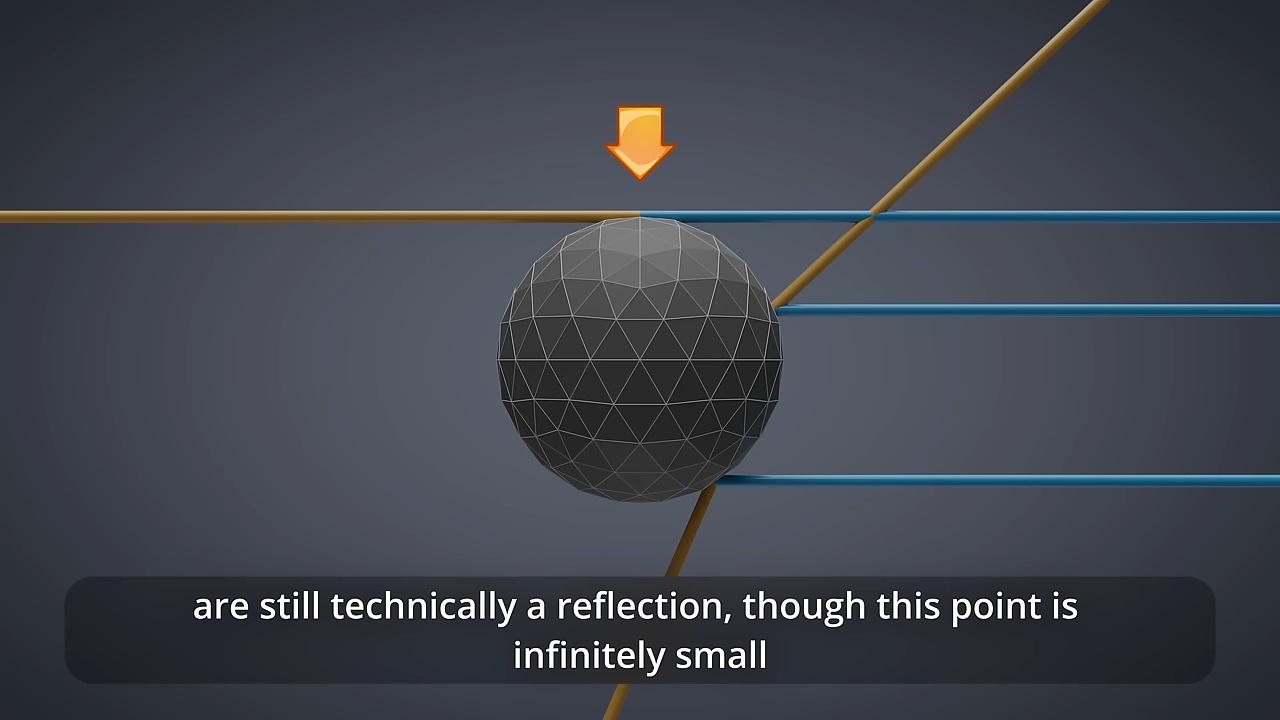 are still technically a reflection, though this point is
infinitely small